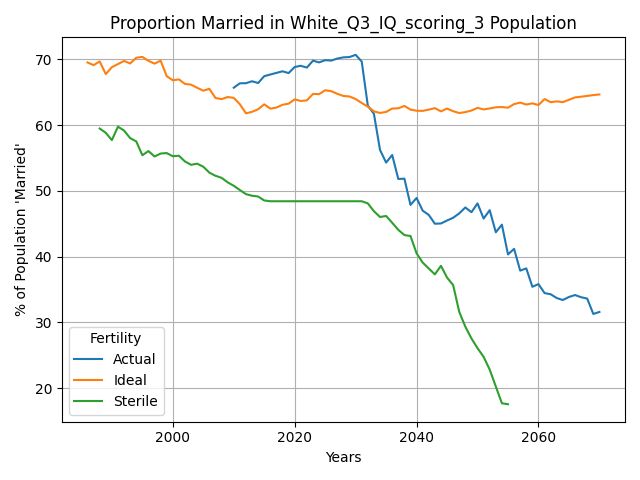 Proportion Married in White_Q3_IQ_scoring_3 Population
% of Population 'Married'
70
60
50
40
30
20
Fertility
Actual
Ideal
Sterile
2000
2020
2040
2060
Years